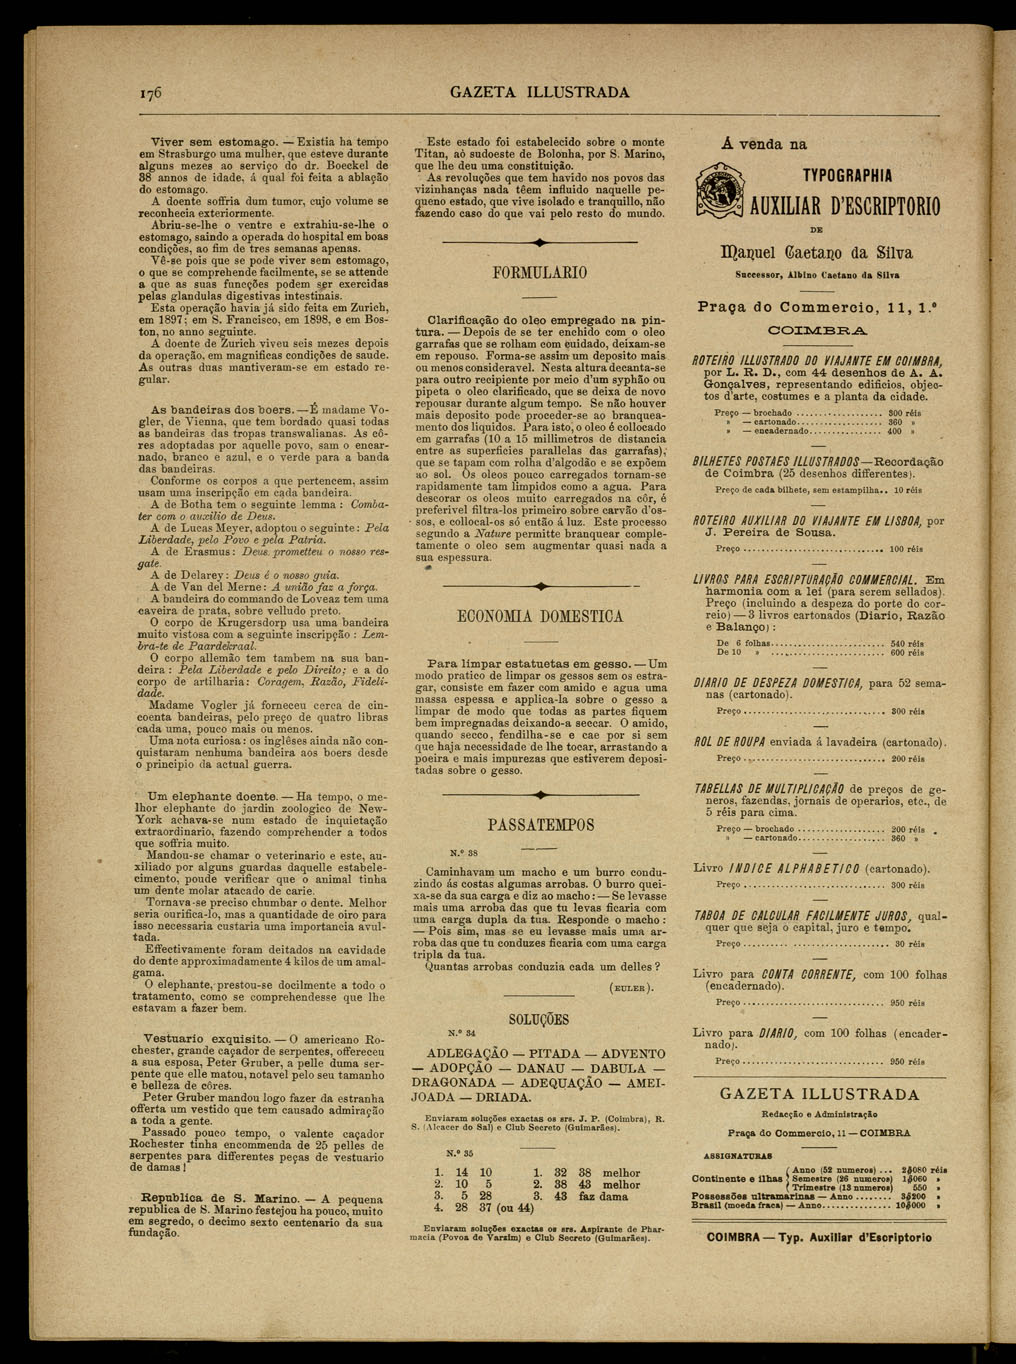 176
GAZETA ILLUSTRADA
Viver sem estomago. — Existia ha tempo
em Strasburgo uma mulher, que esteve durante
alguns mezes ao serviço do dr. Boeckel de
38 annos de idade, á qual foi feita a ablação
do estomago.
A doente soffria dum tumor, cujo volume se
reconhecia exteriormente.
Abriu-se-lhe o ventre e extrahiu-se-lhe o
estomago, saindo a operada do hospital em boas
condições, ao fim de tres semanas apenas.
Vê-se pois que se pode viver sem estomago,
o que se comprehende facilmente, se se attende
a que as suas funcções podem ser exercidas
pelas glandulas digestivas intestinais.
Esta operação havia já sido feita em Zurich,
em 1897; em S. Francisco, em 1898, e em Bos-
ton, no anno seguinte.
A doente de Zurich viveu seis mezes depois
da operação, em magnificas condições de saude.
As outras duas mantiveram-se em estado re-
gular.
As bandeiras dos boers. — É madame Vo-
gler, de Vienna, que tem bordado quasi todas
as bandeiras das tropas transwalianas. As cô-
res adoptadas por aquelle povo, sam o encar-
nado, branco e azul, e o verde para a banda
das bandeiras.
Conforme os corpos a que pertencem, assim
usam uma inscripção em cada bandeira.
A de Botha tem o seguinte lemma : Comba-
ter com o auxilio de Deus.
A de Lucas Meyer, adoptou o seguinte : Pela
Liberdade, pelo Povo e pela Patria.
A de Erasmus : Deus prometteu o nosso res-
gate.
A de Delarey: Deus é o nosso guia.
A de Van del Merne: A união faz a força.
A bandeira do commando de Loveaz tem uma
caveira de prata, sobre velludo preto.
O corpo de Krugersdorp usa uma bandeira
muito vistosa com a seguinte inscripção : Lem-
bra-te de Paardekraal.
O corpo allemão tem tambem na sua ban-
deira : Pela Liberdade e pelo Direito; e a do
corpo de artilharia: Coragem, Razão, Fideli-
dade.
Madame Vogler já forneceu cerca de cin-
coenta bandeiras, pelo preço de quatro libras
cada uma, pouco mais ou menos.
Uma nota curiosa : os inglêses ainda não con-
quistaram nenhuma bandeira aos boers desde
o principio da actual guerra.
Um elephante doente. — Ha tempo, o me-
lhor elephante do jardin zoologico de New-
York achava-se num estado de inquietação
extraordinario, fazendo comprehender a todos
que soffria muito.
Mandou-se chamar o veterinario e este, au-
xiliado por alguns guardas daquelle estabele-
cimento, poude verificar que o animal tinha
um dente molar atacado de carie.
Tornava-se preciso chumbar o dente. Melhor
seria ourifica-lo, mas a quantidade de oiro para
isso necessaria custaria uma importancia avul-
tada.
Effectivamente foram deitados na cavidade
do dente approximadamente 4 kilos de um amal-
gama.
O elephante, prestou-se docilmente a todo o
tratamento, como se comprehendesse que lhe
estavam a fazer bem.
Vestuario exquisito. — O americano Ro-
chester, grande caçador de serpentes, offereceu
a sua esposa, Peter Gruber, a pelle duma ser-
pente que elle matou, notavel pelo seu tamanho
e belleza de côres.
Peter Gruber mandou logo fazer da estranha
offerta um vestido que tem causado admiração
a toda a gente.
Passado pouco tempo, o valente caçador
Rochester tinha encommenda de 25 pelles de
serpentes para differentes peças de vestuario
de damas !
Republica de S. Marino. — A pequena
republica de S. Marino festejou ha pouco, muito
em segredo, o decimo sexto centenario da sua
fundação.
Este estado foi estabelecido sobre o monte
Titan, aò sudoeste de Bolonha, por S. Marino,
que lhe deu uma constituição.
As revoluções que tem havido nos povos das
vizinhanças nada têem influido naquelle pe-
queno estado, que vive isolado e tranquillo, não
fazendo caso do que vai pelo resto do mundo.
FORMULARIO
Clarificação do oleo empregado na pin-
tura. — Depois de se ter enchido com o oleo
garrafas que se rolham com cuidado, deixam-se
em repouso. Forma-se assim um deposito mais
ou menos consideravel. Nesta altura decanta-se
para outro recipiente por meio d'um syphão ou
pipeta o oleo clarificado, que se deixa de novo
repousar durante algum tempo. Se não houver
mais deposito pode proceder-se ao branquea-
mento dos liquidos. Para isto, o oleo é collocado
em garrafas (10 a 15 millimetros de distancia
entre as superficies parallelas das garrafas),
que se tapam com rolha d'algodão e se expõem
ao sol. Os oleos pouco carregados tornam-se
rapidamente tam limpidos como a agua. Para
descorar os oleos muito carregados na côr, é
preferivel filtra-los primeiro sobre carvão d'os-
sos, e collocal-os só então á luz. Este processo
segundo a Nature permitte branquear comple-
tamente o oleo sem augmentar quasi nada a
sua espessura.
ECONOMIA DOMESTICA
Para limpar estatuetas em gesso. — Um
modo pratico de limpar os gessos sem os estra-
gar, consiste em fazer com amido e agua uma
massa espessa e applica-la sobre o gesso a
limpar de modo que todas as partes fiquem
bem impregnadas deixando-a seccar. O amido,
quando secco, fendilha-se e cae por si sem
que haja necessidade de lhe tocar, arrastando a
poeira e mais impurezas que estiverem deposi-
tadas sobre o gesso.
PASSATEMPOS
N.º 38
Caminhavam um macho e um burro condu-
zindo ás costas algumas arrobas. O burro quei-
xa-se da sua carga e diz ao macho : — Se levasse
mais uma arroba das que tu levas ficaria com
uma carga dupla da tua. Responde o macho :
— Pois sim, mas se eu levasse mais uma ar-
roba das que tu conduzes ficaria com uma carga
tripla da tua.
Quantas arrobas conduzia cada um delles ?
(EULER).
SOLUÇÕES
N.º 34
ADLEGAÇÃO — PITADA — ADVENTO
— ADOPÇÃO — DANAU — DABULA —
DRAGONADA — ADEQUAÇÃO — AMEI-
JOADA — DRIADA.
Enviaram soluções exactas os srs. J. P. (Coimbra), R.
S. (Alcacer do Sal) e Club Secreto (Guimarães).
N.º 35
1. 14 10 1. 32 38 melhor
2. 10 5 2. 38 43 melhor
3. 5 28 3. 43 faz dama
4. 28 37 (ou 44)
Enviaram soluções exactas os srs. Aspirante de Phar-
macia (Povoa de Varzim) e Club Secreto (Guimarães).
Á venda na
TYPOGRAPHIA
AUXILIAR D'ESCRIPTORIO
DE
Manuel Caetano da Silva
Successor, Albino Caetano da Silva
Praça do Commercio, 11, 1.º
COIMBRA
ROTEIRO ILLUSTRADO DO VIAJANTE EM COIMBRA,
por L. R. D., com 44 desenhos de A. A.
Gonçalves, representando edificios, objec-
tos d'arte, costumes e a planta da cidade.
Preço — brochado .................... 300 réis
» — cartonado.................... 360 »
» — encadernado................. 400 »
BILHETES POSTAES ILLUSTRADOS — Recordação
de Coimbra (25 desenhos differentes).
Preço de cada bilhete, sem estampilha.. 10 réis
ROTEIRO AUXILIAR DO VIAJANTE EM LISBOA, por
J. Pereira de Sousa.
Preço ................................. 100 réis
LIVROS PARA ESCRIPTURAÇÃO COMMERCIAL. Em
harmonia com a lei (para serem sellados).
Preço (incluindo a despeza do porte do cor-
reio) — 3 livros cartonados (Diario, Razão
e Balanço) :
De 6 folhas.......................... 540 réis
De 10 » .......................... 600 réis
DIARIO DE DESPEZA DOMESTICA, para 52 sema-
nas (cartonado).
Preço ................................. 300 réis
ROL DE ROUPA enviada á lavadeira (cartonado).
Preço ................................. 200 réis
TABELLAS DE MULTIPLICAÇÃO de preços de ge-
neros, fazendas, jornais de operarios, etc., de
5 réis para cima.
Preço — brochado .................... 200 réis
» — cartonado.................... 360 »
Livro INDICE ALPHABETICO (cartonado).
Preço ................................. 300 réis
TABOA DE CALCULAR FACILMENTE JUROS, qual-
quer que seja o capital, juro e tempo.
Preço ................................. 30 réis
Livro para CONTA CORRENTE, com 100 folhas
(encadernado).
Preço ................................. 950 réis
Livro para DIARIO, com 100 folhas (encader-
nado).
Preço ................................. 950 réis
GAZETA ILLUSTRADA
Redacção e Administração
Praça do Commercio, 11 — COIMBRA
ASSIGNATURAS
Anno (52 numeros) ... 2$080 réis
Continente e ilhas Semestre (26 numeros) 1$060 »
Trimestre (13 numeros) 550 »
Possessões ultramarinas — Anno ........ 3$200 »
Brasil (moeda fraca) — Anno............... 10$000 »
COIMBRA — Typ. Auxiliar d'Escriptorio